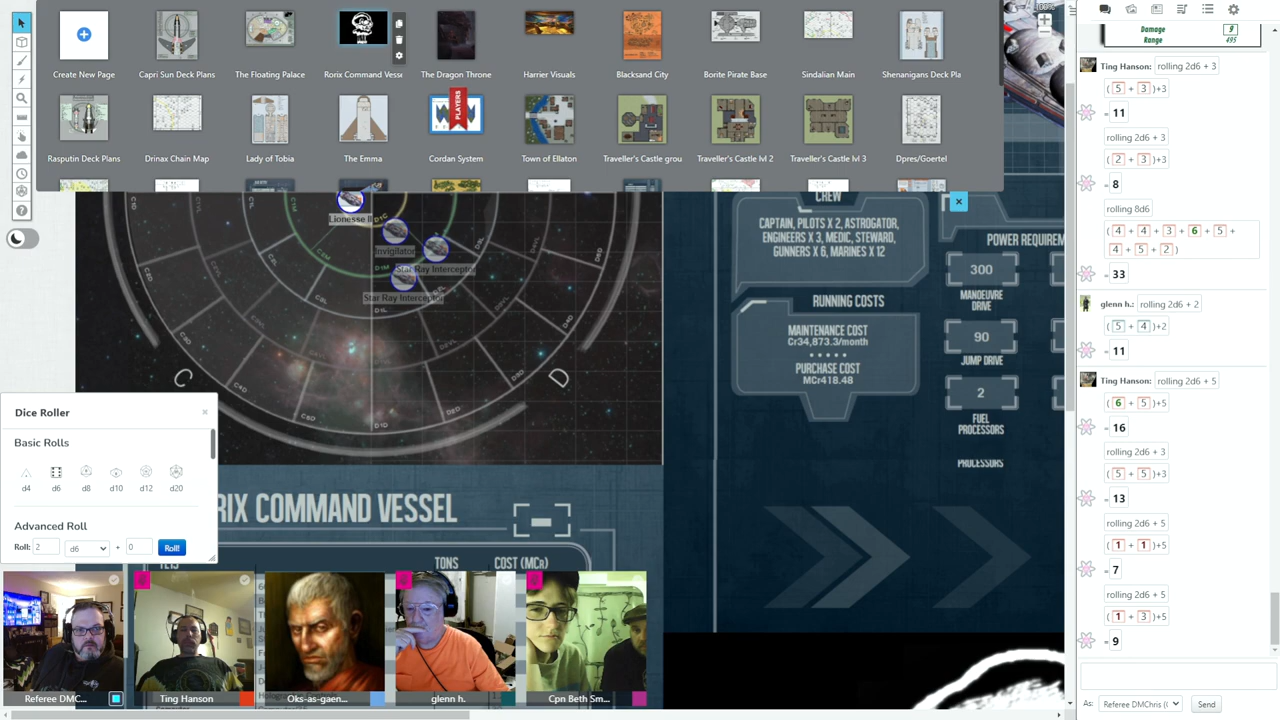 Create New Page
Capri Sun Deck Plans
The Floating Palace
Rorix Command Vesse
The Dragon Throne
Harrier Visuals
Blacksand City
Borite Pirate Base
Sindalian Main
Shenanigans Deck Pla
PLAYERS
Rasputin Deck Plans
Drinax Chain Map
Lady of Tobia
The Emma
Cordan System
Town of Ellaton
Traveller's Castle grou
Traveller's Castle lvl 2
Traveller's Castle lvl 3
Dpres/Goertel
Lionesse II
Invigilator
Star Ray Interceptor
Star Ray Interceptor
C
D
RIX COMMAND VESSEL
TONS
COST (MCR)
CREW
CAPTAIN, PILOTS X 2, ASTROGATOR,
ENGINEERS X 3, MEDIC, STEWARD,
GUNNERS X 6, MARINES X 12
RUNNING COSTS
MAINTENANCE COST
Cr34,873.3/month
PURCHASE COST
MCr418.48
POWER REQUIREM
300
MANOEUVRE
DRIVE
90
JUMP DRIVE
2
FUEL
PROCESSORS
PROCESSORS
Dice Roller
Basic Rolls
d4
d6
d8
d10
d12
d20
Advanced Roll
Roll:
2
d6
+
0
Roll!
Referee DMC...
Ting Hanson
Oks-as-gaen...
glenn h.
Cpn Beth Sm...
Damage
9
Range
495
Ting Hanson: rolling 2d6 + 3
(5 + 3)+3
= 11
rolling 2d6 + 3
(2 + 3)+3
= 8
rolling 8d6
(4 + 4 + 3 + 6 + 5 +
4 + 5 + 2)
= 33
glenn h.: rolling 2d6 + 2
(5 + 4)+2
= 11
Ting Hanson: rolling 2d6 + 5
(6 + 5)+5
= 16
rolling 2d6 + 3
(5 + 5)+3
= 13
rolling 2d6 + 5
(1 + 1)+5
= 7
rolling 2d6 + 5
(1 + 3)+5
= 9
As:
Referee DMChris (
Send